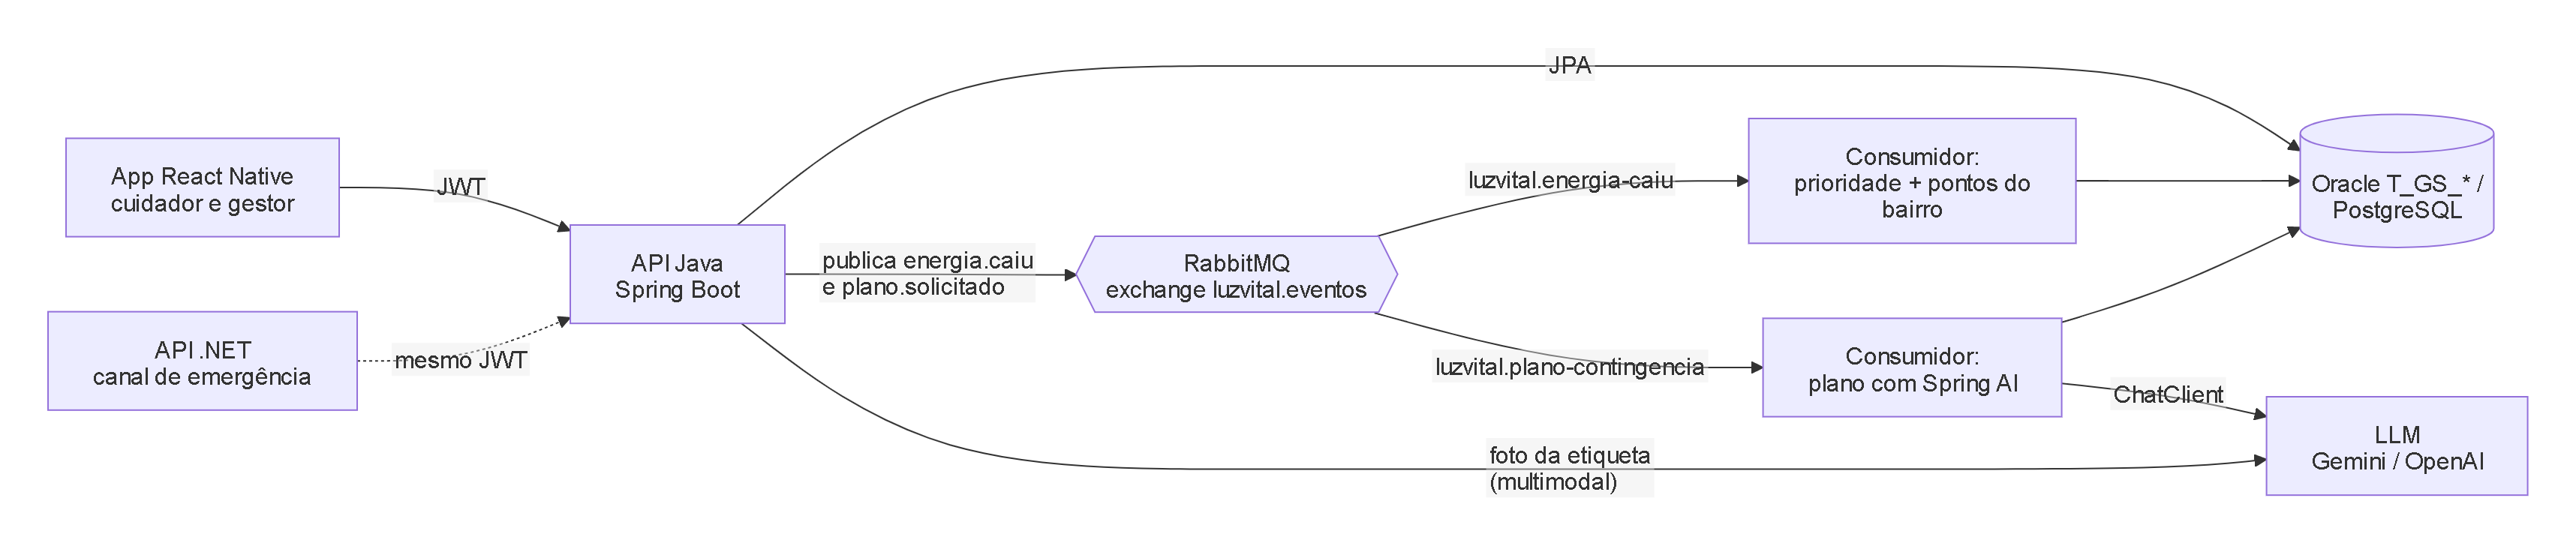 JPA
App React Native
cuidador e gestor
JWT
API .NET
canal de emergência
mesmo JWT
API Java
Spring Boot
publica energia.caiu
e plano.solicitado
RabbitMQ
exchange luzvital.eventos
luzvital.energia-caiu
luzvital.plano-contingencia
Consumidor:
prioridade + pontos do
bairro
Consumidor:
plano com Spring AI
Oracle T_GS_* /
PostgreSQL
ChatClient
foto da etiqueta
(multimodal)
LLM
Gemini / OpenAI